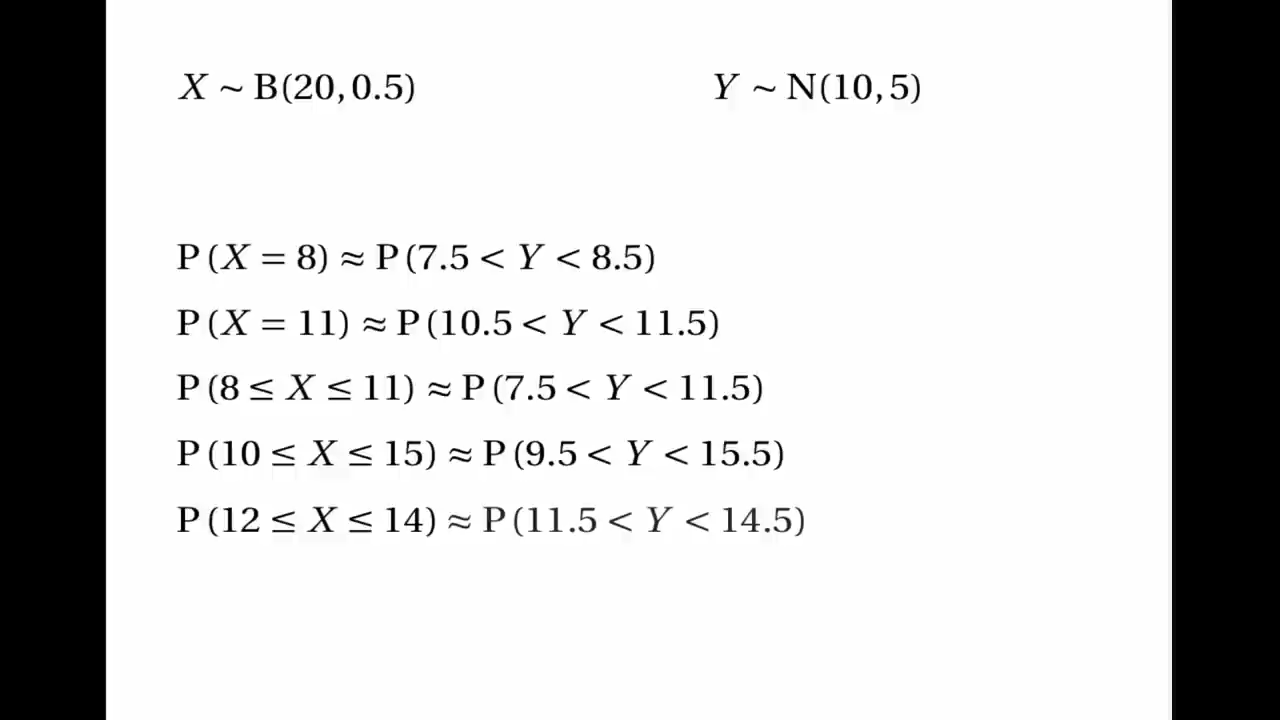 X ~ B(20, 0.5) Y ~ N(10, 5)
P(X = 8) ≈ P(7.5 < Y < 8.5)
P(X = 11) ≈ P(10.5 < Y < 11.5)
P(8 ≤ X ≤ 11) ≈ P(7.5 < Y < 11.5)
P(10 ≤ X ≤ 15) ≈ P(9.5 < Y < 15.5)
P(12 ≤ X ≤ 14) ≈ P(11.5 < Y < 14.5)